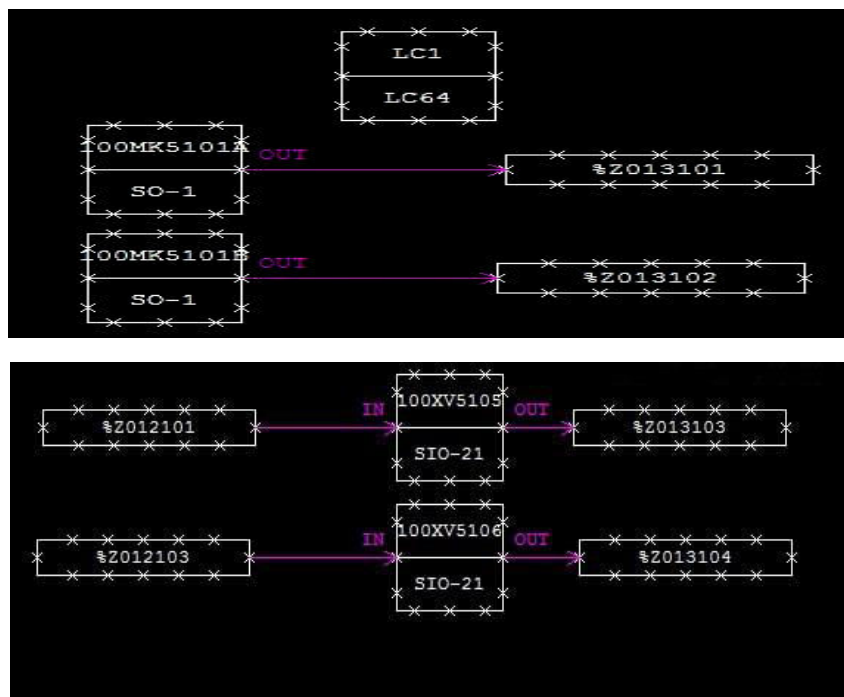 LC1
LC64
100MK5101A OUT %Z013101
SO-1
100MK5101B OUT %Z013102
SO-1
%Z012101 IN 100XV5105 OUT %Z013103
SIO-21
%Z012103 IN 100XV5106 OUT %Z013104
SIO-21